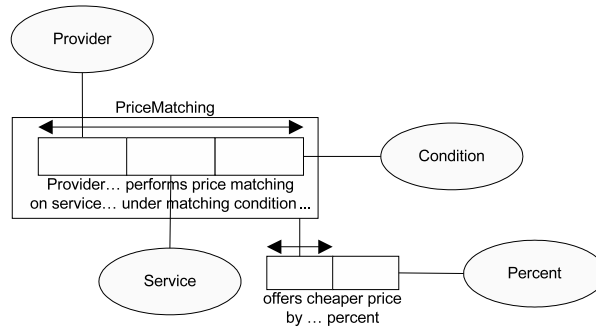 Provider
PriceMatching
Condition
Provider… performs price matching
on service… under matching condition ...
Service
Percent
offers cheaper price
by … percent